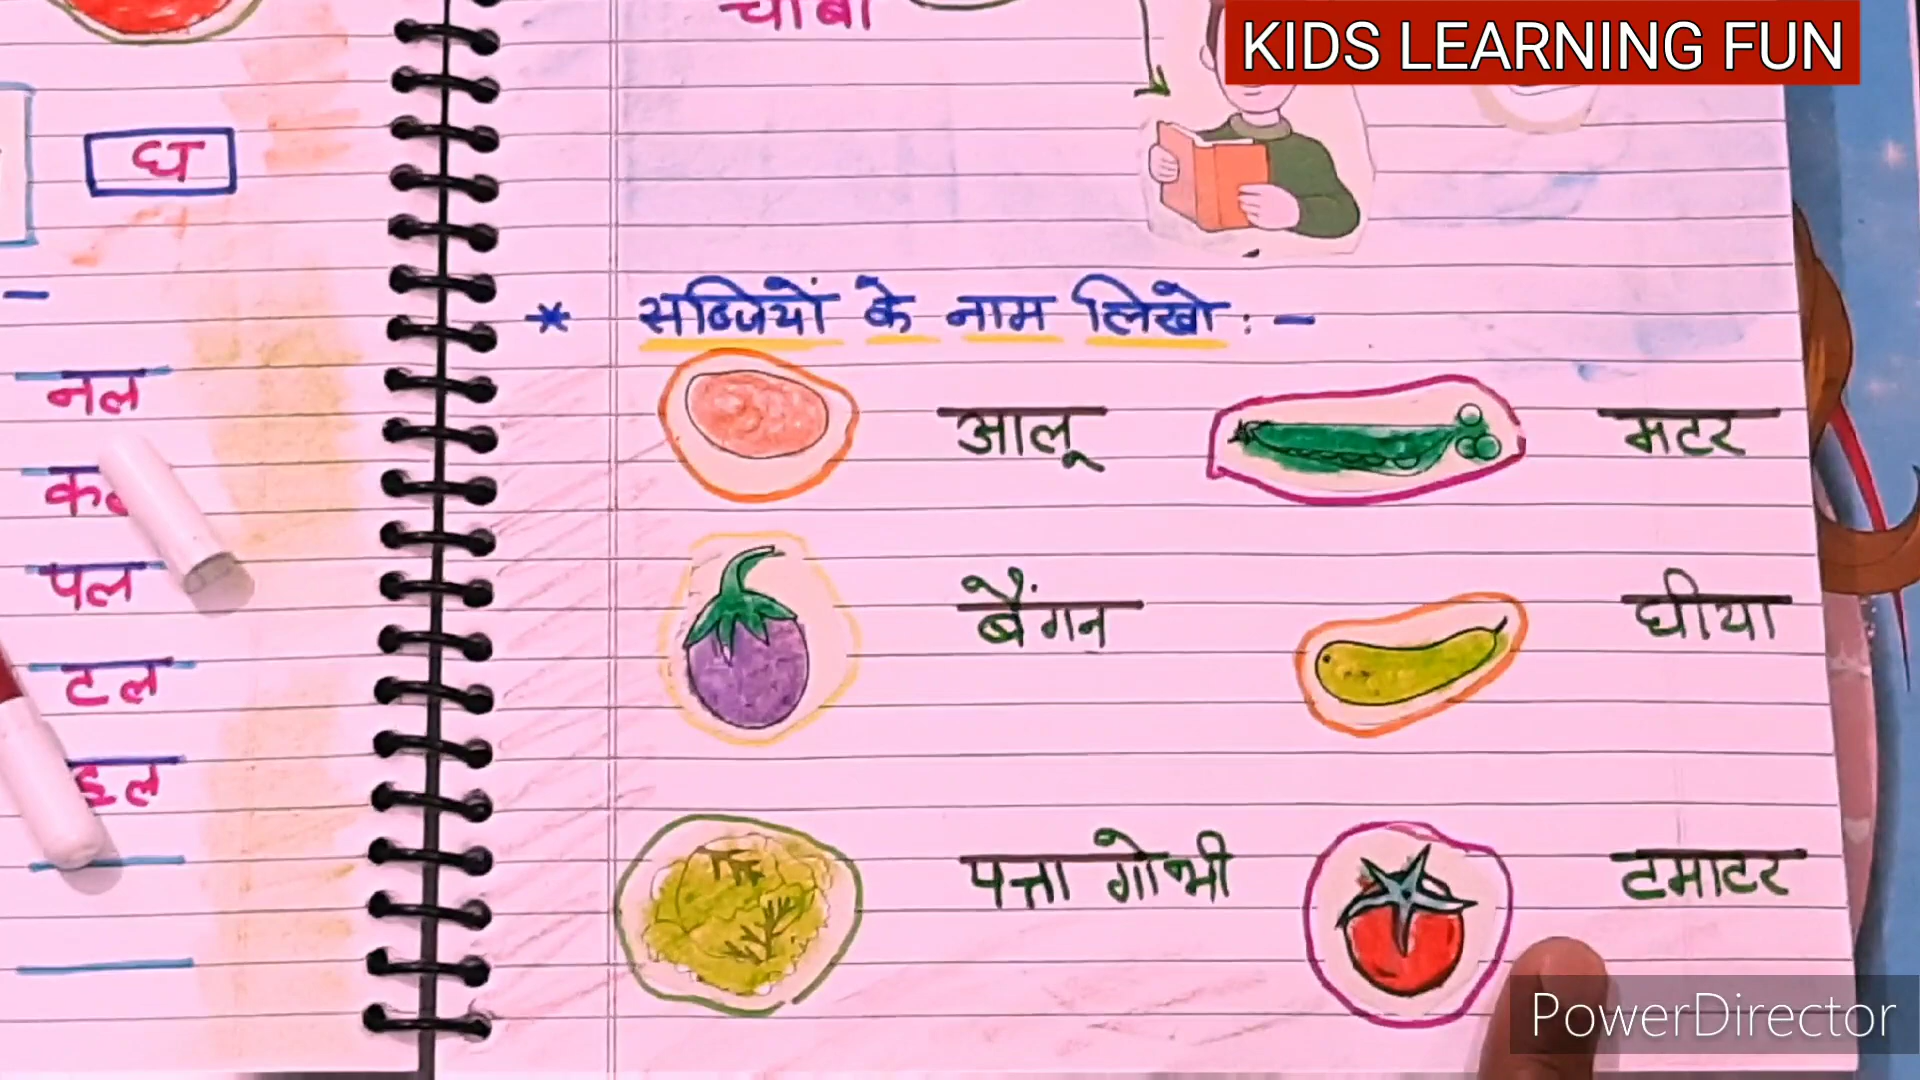 KIDS LEARNING FUN
घ
नल
पल
टल
* सब्जियों के नाम लिखो :-
आलू
मटर
बैंगन
घीया
पत्ता गोभी
टमाटर
PowerDirector